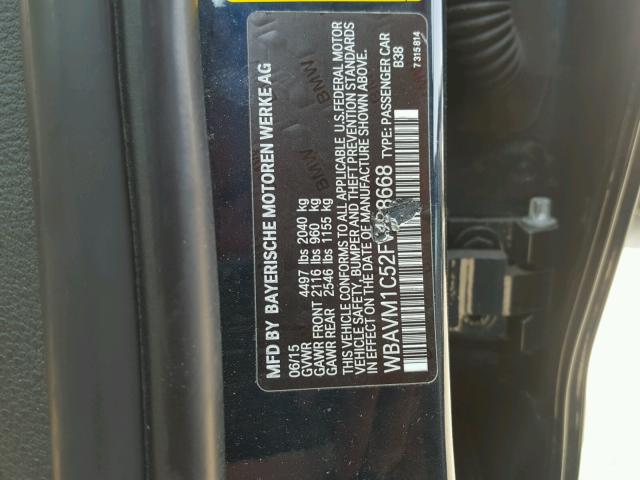 MFD BY BAYERISCHE MOTOREN WERKE AG
06/15
GVWR 4497 lbs 2040 kg
GAWR FRONT 2116 lbs 960 kg
GAWR REAR 2546 lbs 1155 kg
BMW BMW
THIS VEHICLE CONFORMS TO ALL APPLICABLE U.S. FEDERAL MOTOR
VEHICLE SAFETY, BUMPER AND THEFT PREVENTION STANDARDS
IN EFFECT ON THE DATE OF MANUFACTURE SHOWN ABOVE.
TYPE: PASSENGER CAR
B38
7315814